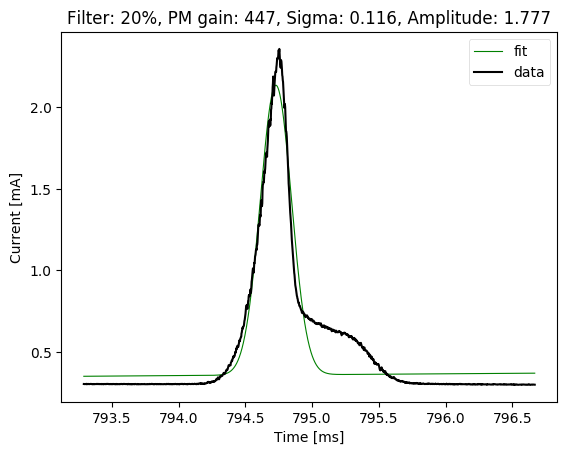 Filter: 20%, PM gain: 447, Sigma: 0.116, Amplitude: 1.777
fit
data
2.0
1.5
1.0
0.5
Current [mA]
793.5 794.0 794.5 795.0 795.5 796.0 796.5
Time [ms]